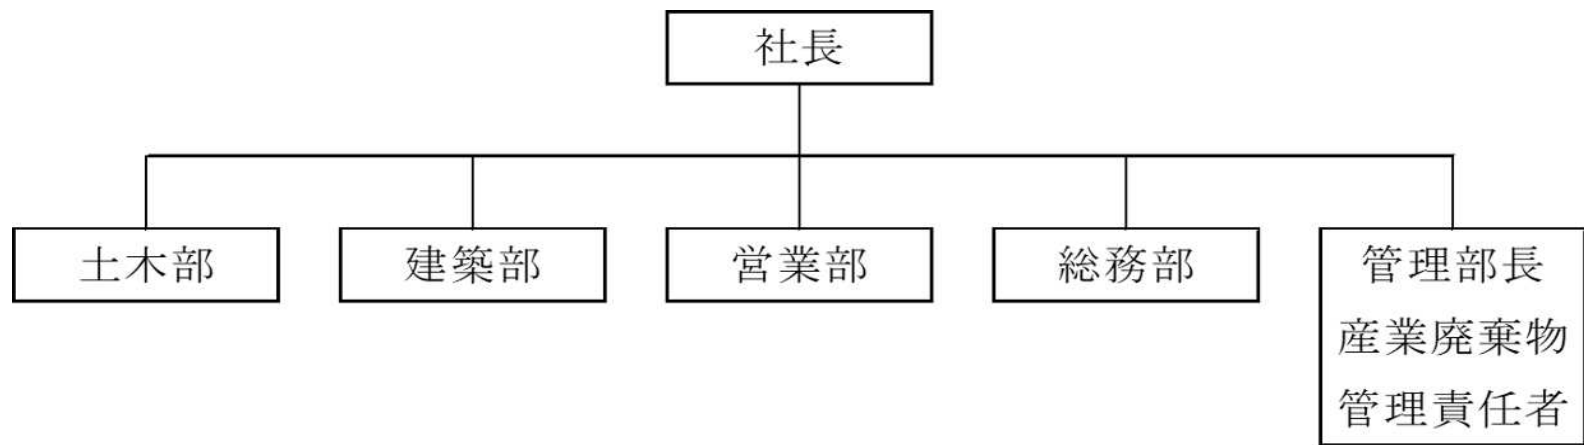 社長
土木部
建築部
営業部
総務部
管理部長
産業廃棄物
管理責任者